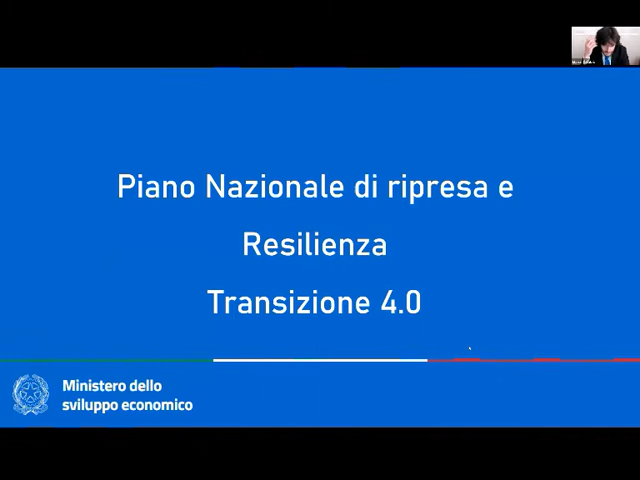 Piano Nazionale di ripresa e
Resilienza
Transizione 4.0
Ministero dello
sviluppo economico